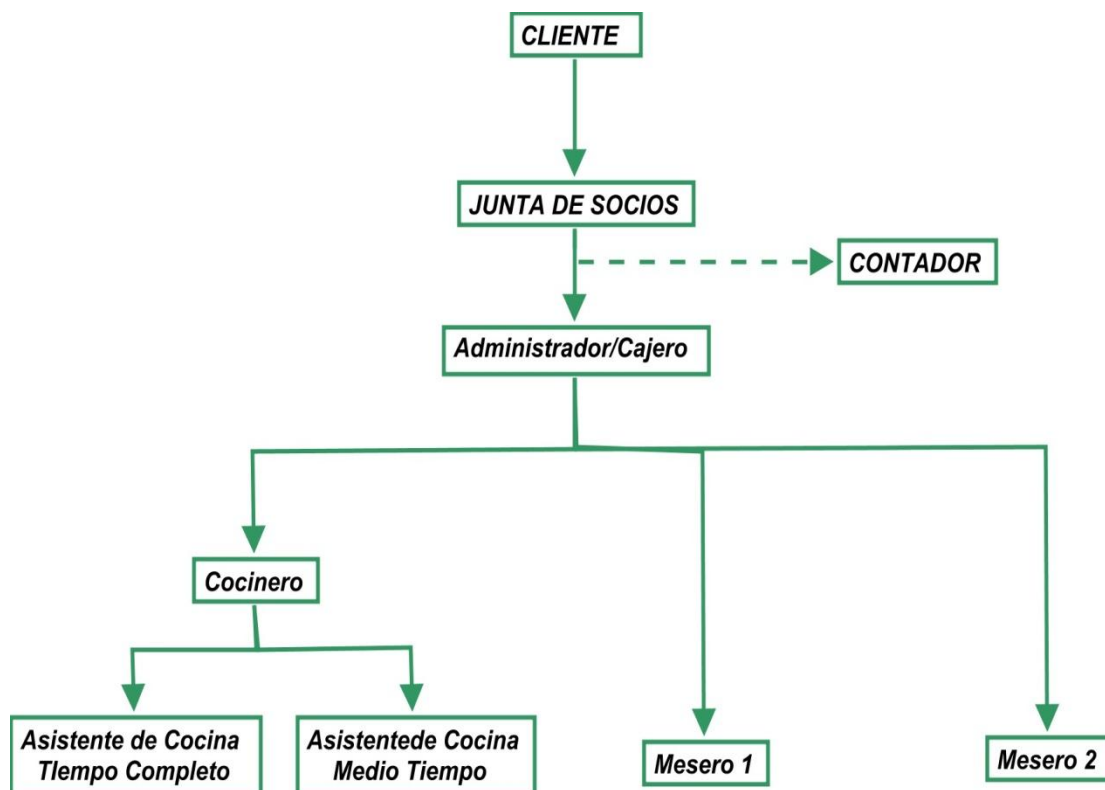 CLIENTE
JUNTA DE SOCIOS
CONTADOR
Administrador/Cajero
Cocinero
Asistente de Cocina
TIempo Completo
Asistentede Cocina
Medio Tiempo
Mesero 1
Mesero 2